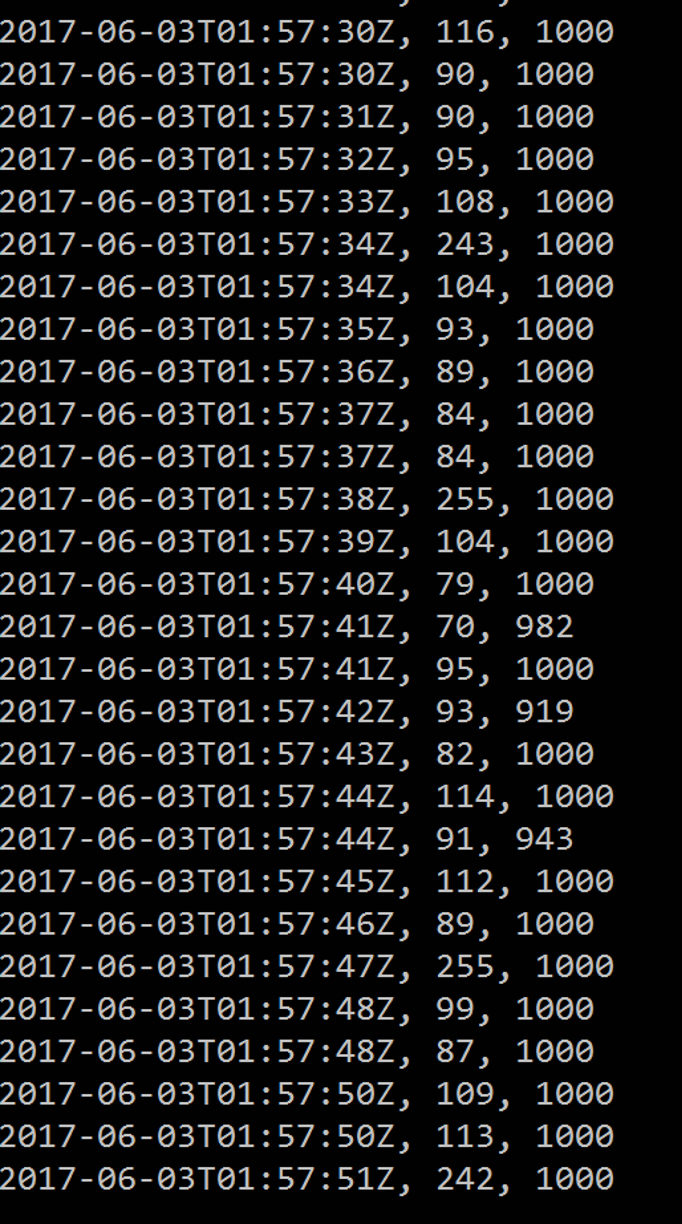 2017-06-03T01:57:30Z, 116, 1000
2017-06-03T01:57:30Z, 90, 1000
2017-06-03T01:57:31Z, 90, 1000
2017-06-03T01:57:32Z, 95, 1000
2017-06-03T01:57:33Z, 108, 1000
2017-06-03T01:57:34Z, 243, 1000
2017-06-03T01:57:34Z, 104, 1000
2017-06-03T01:57:35Z, 93, 1000
2017-06-03T01:57:36Z, 89, 1000
2017-06-03T01:57:37Z, 84, 1000
2017-06-03T01:57:37Z, 84, 1000
2017-06-03T01:57:38Z, 255, 1000
2017-06-03T01:57:39Z, 104, 1000
2017-06-03T01:57:40Z, 79, 1000
2017-06-03T01:57:41Z, 70, 982
2017-06-03T01:57:41Z, 95, 1000
2017-06-03T01:57:42Z, 93, 919
2017-06-03T01:57:43Z, 82, 1000
2017-06-03T01:57:44Z, 114, 1000
2017-06-03T01:57:44Z, 91, 943
2017-06-03T01:57:45Z, 112, 1000
2017-06-03T01:57:46Z, 89, 1000
2017-06-03T01:57:47Z, 255, 1000
2017-06-03T01:57:48Z, 99, 1000
2017-06-03T01:57:48Z, 87, 1000
2017-06-03T01:57:50Z, 109, 1000
2017-06-03T01:57:50Z, 113, 1000
2017-06-03T01:57:51Z, 242, 1000